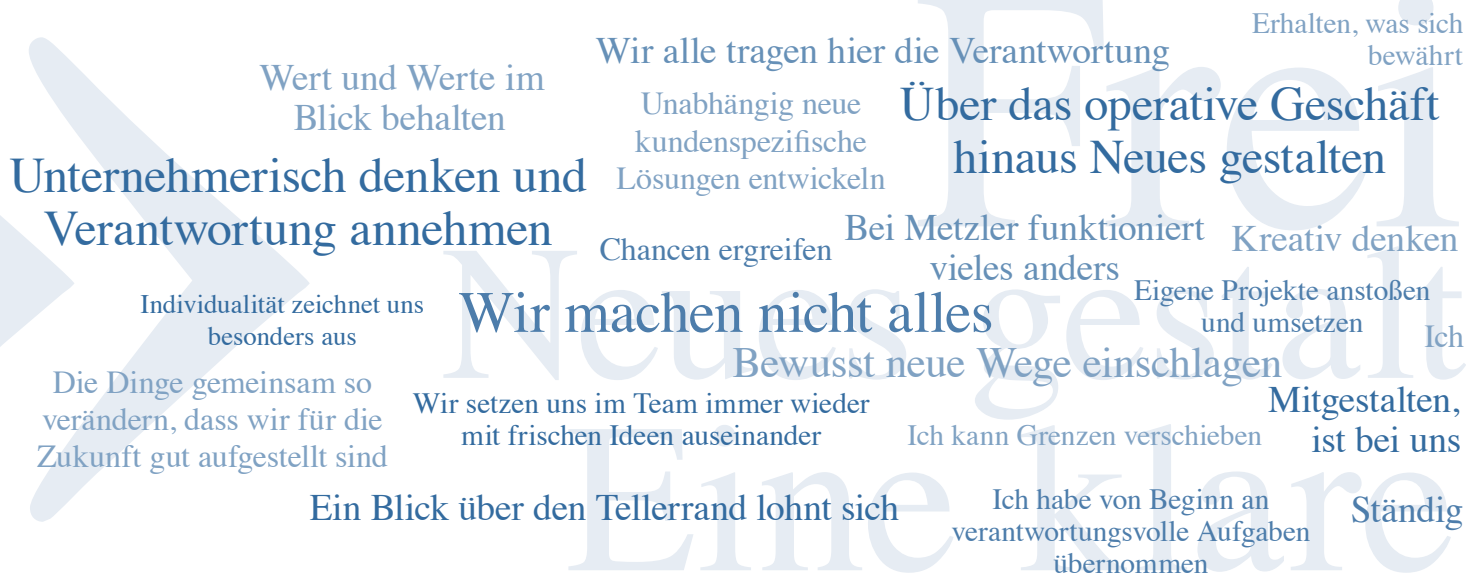 Erhalten, was sich
bewährt
Wir alle tragen hier die Verantwortung
Wert und Werte im
Blick behalten
Unabhängig neue
kundenspezifische
Lösungen entwickeln
Über das operative Geschäft
hinaus Neues gestalten
Unternehmerisch denken und
Verantwortung annehmen
Chancen ergreifen
Bei Metzler funktioniert
vieles anders
Kreativ denken
Individualität zeichnet uns
besonders aus
Wir machen nicht alles
Eigene Projekte anstoßen
und umsetzen
Ich
Bewusst neue Wege einschlagen
Die Dinge gemeinsam so
verändern, dass wir für die
Zukunft gut aufgestellt sind
Wir setzen uns im Team immer wieder
mit frischen Ideen auseinander
Ich kann Grenzen verschieben
Mitgestalten,
ist bei uns
Ein Blick über den Tellerrand lohnt sich
Ich habe von Beginn an
verantwortungsvolle Aufgaben
übernommen
Ständig
Frei
Neues gestalt
Eine klare